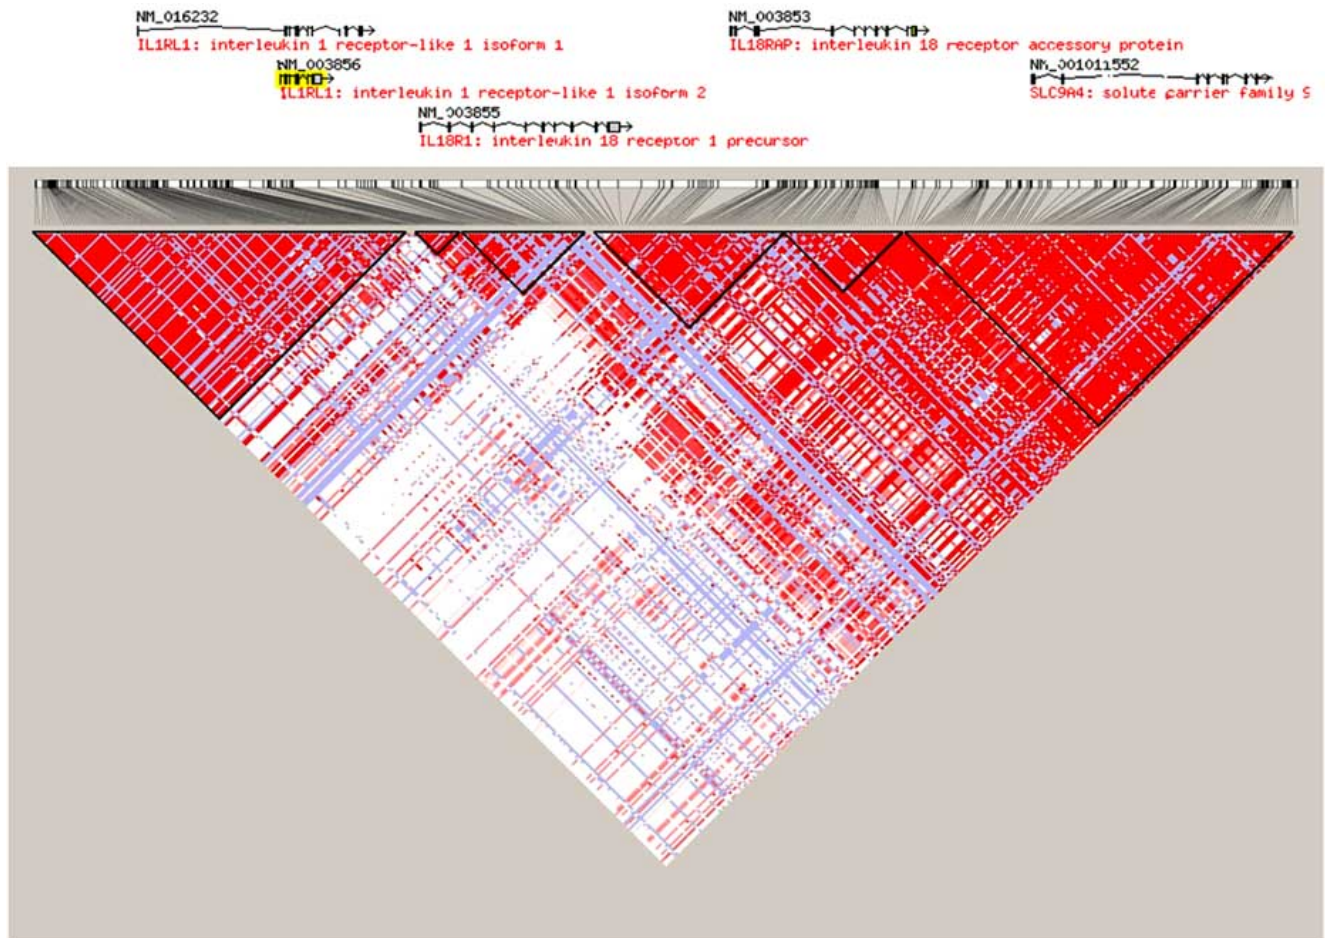 NM_016232
IL1RL1: interleukin 1 receptor-like 1 isoform 1
NM_003856
IL1RL1: interleukin 1 receptor-like 1 isoform 2
NM_003855
IL18R1: interleukin 18 receptor 1 precursor
NM_003853
IL18RAP: interleukin 18 receptor accessory protein
NM_001011552
SLC9A4: solute carrier family 9